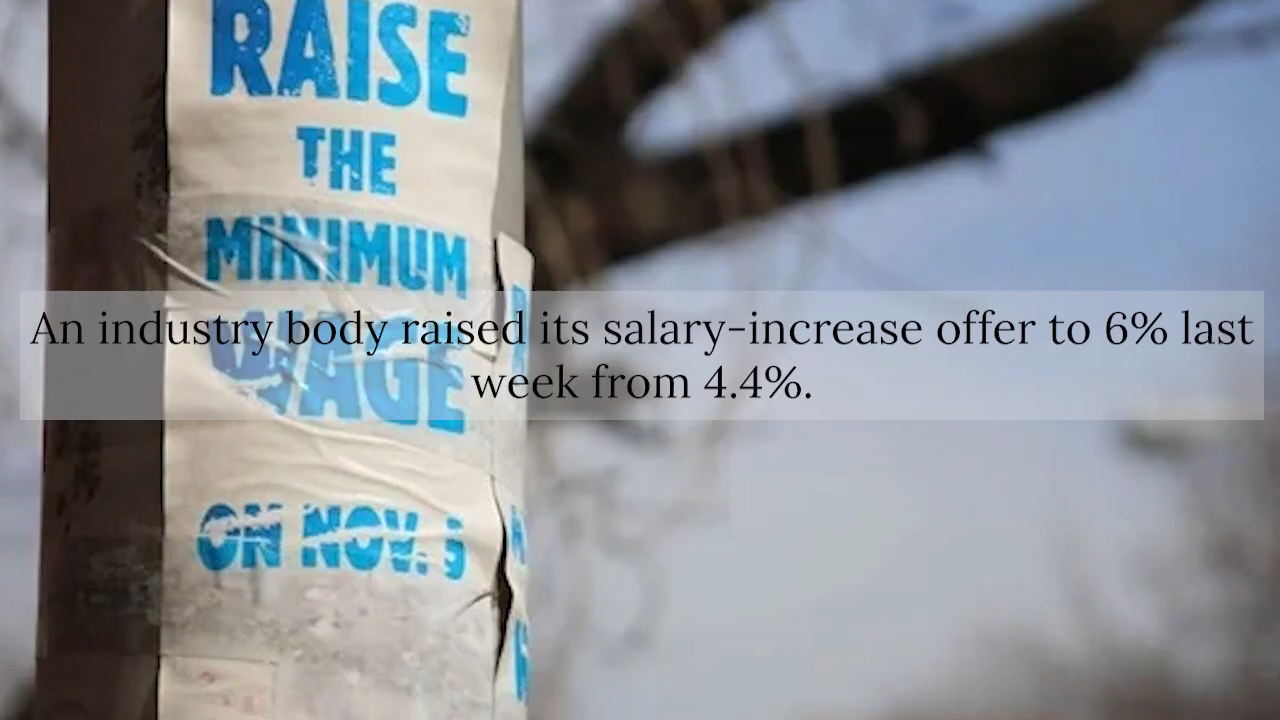 RAISE
THE
MINIMUM
WAGE
An industry body raised its salary-increase offer to 6% last
week from 4.4%.
ON NOV. 5